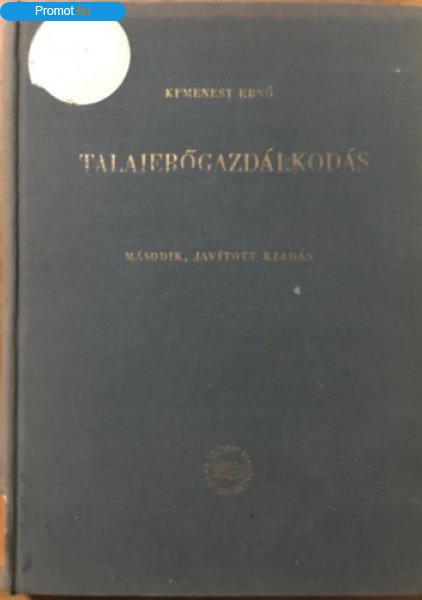 Promot.hu
KEMENESY ERNŐ
TALAJERŐGAZDÁLKODÁS
MÁSODIK, JAVÍTOTT KIADÁS